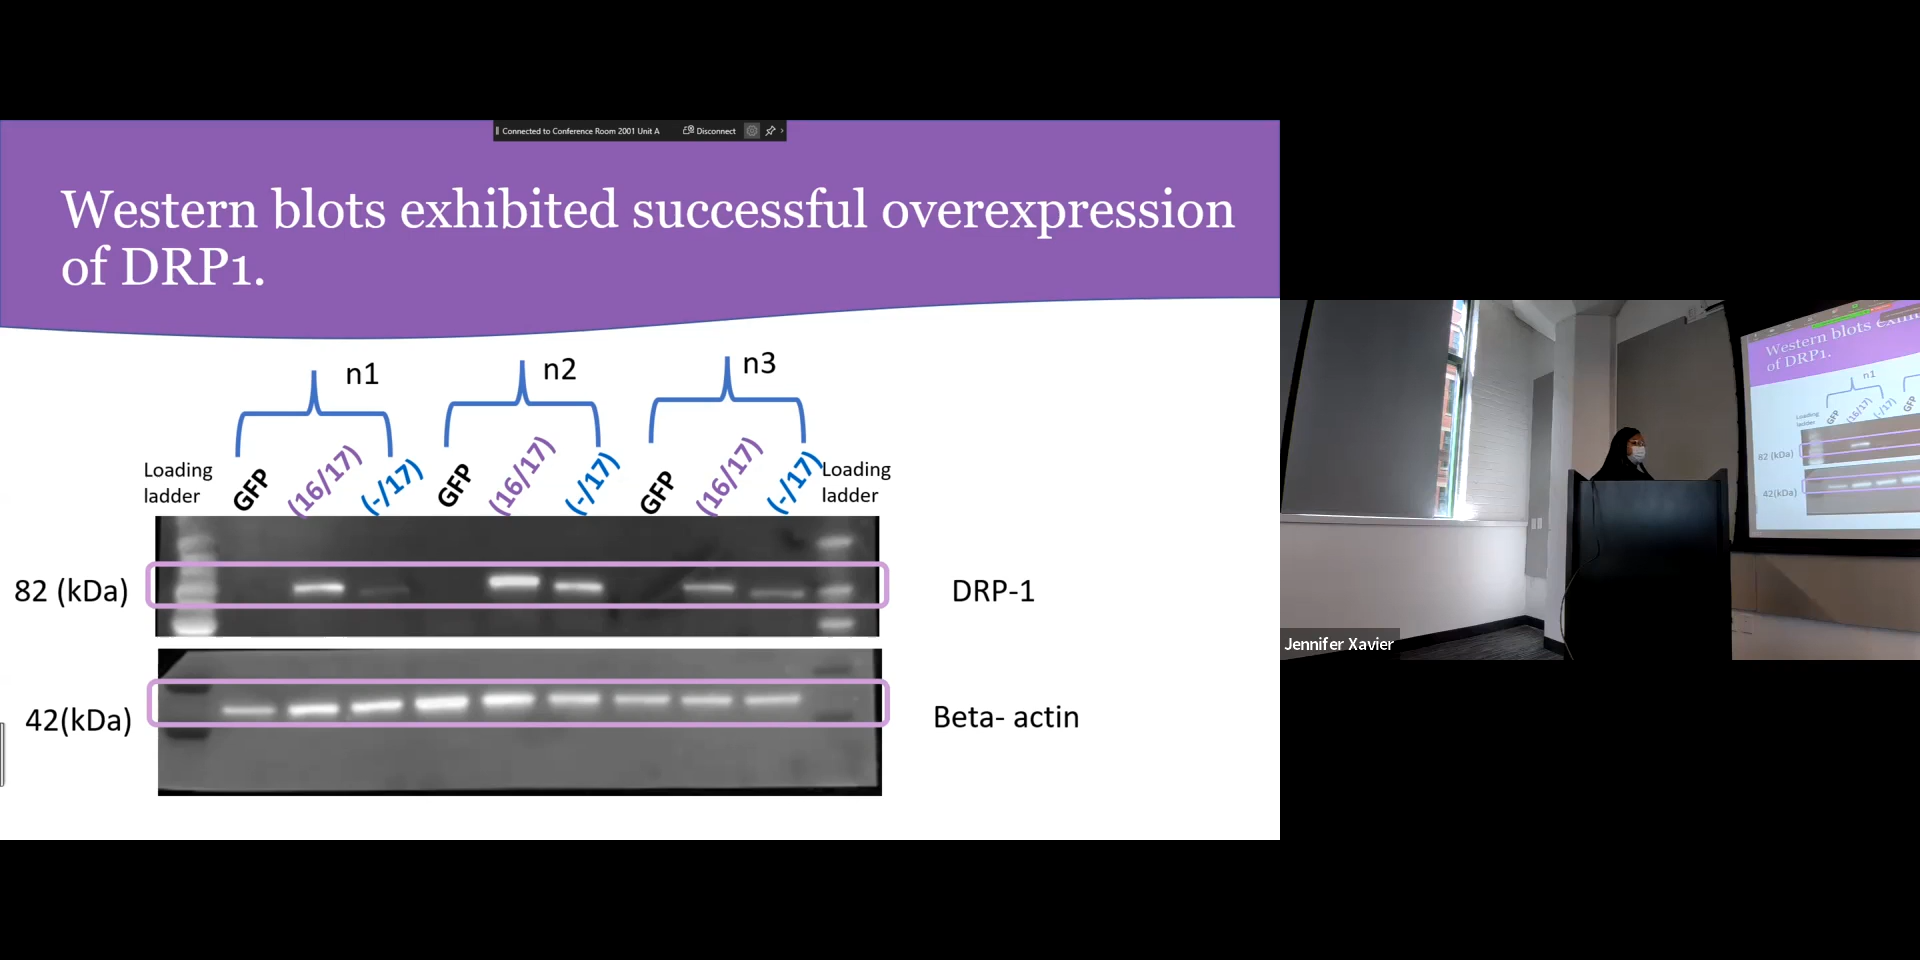 Connected to Conference Room 2001 Unit A Disconnect
Western blots exhibited successful overexpression
of DRP1.
n1
n2
n3
Loading
ladder
GFP
(16/17)
(-/17)
GFP
(16/17)
(-/17)
GFP
(16/17)
(-/17)
Loading
ladder
82 (kDa)
DRP-1
42(kDa)
Beta- actin
Western blots
of DRP1.
n1
Loading
ladder
GFP
(16/17)
(-/17)
GFP
82 (kDa)
42(kDa)
Jennifer Xavier